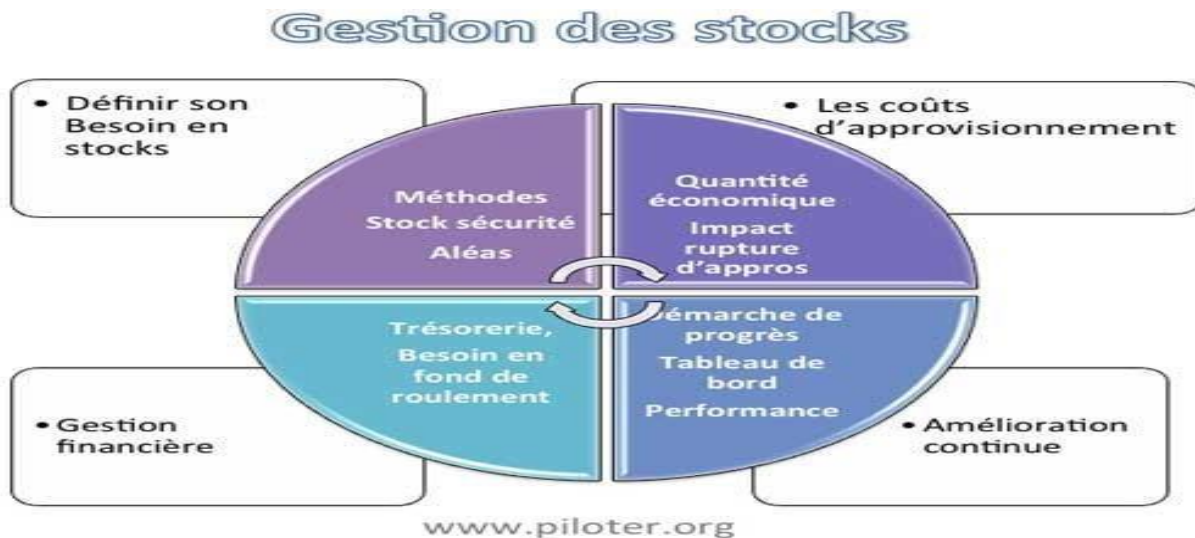 Gestion des stocks
• Définir son
Besoin en
stocks
• Les coûts
d'approvisionnement
Méthodes
Stock sécurité
Aléas
Quantité
économique
Impact
rupture
d'appros
Trésorerie,
Besoin en
fond de
roulement
Démarche de
progrès
Tableau de
bord
Performance
• Gestion
financière
• Amélioration
continue
www.piloter.org